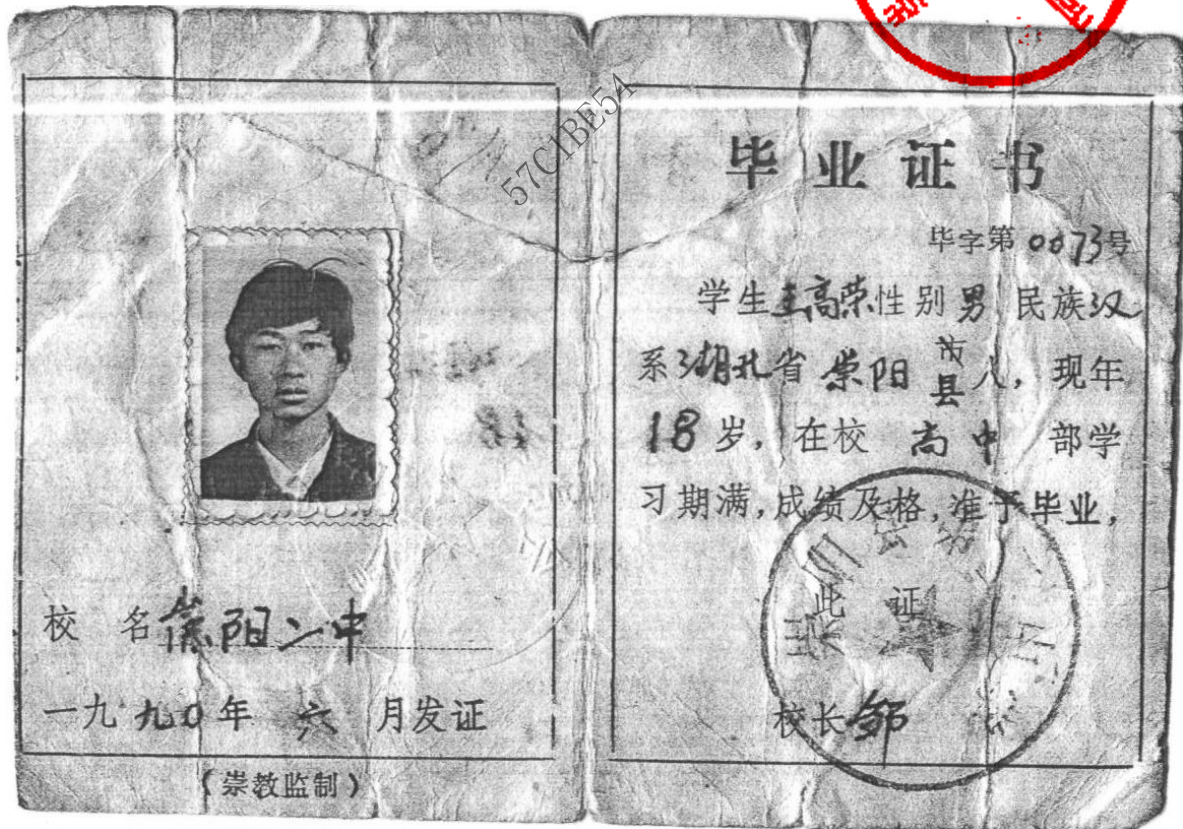 57C1BE54
校 名 崇阳二中
一九九0年 六 月发证
(崇教监制)
毕业证书
毕字第0073号
学生王高荣性别男民族汉
系湖北省崇阳市县人,现年
18岁,在校高中部学
习期满,成绩及格,准予毕业,
此证
校长邹